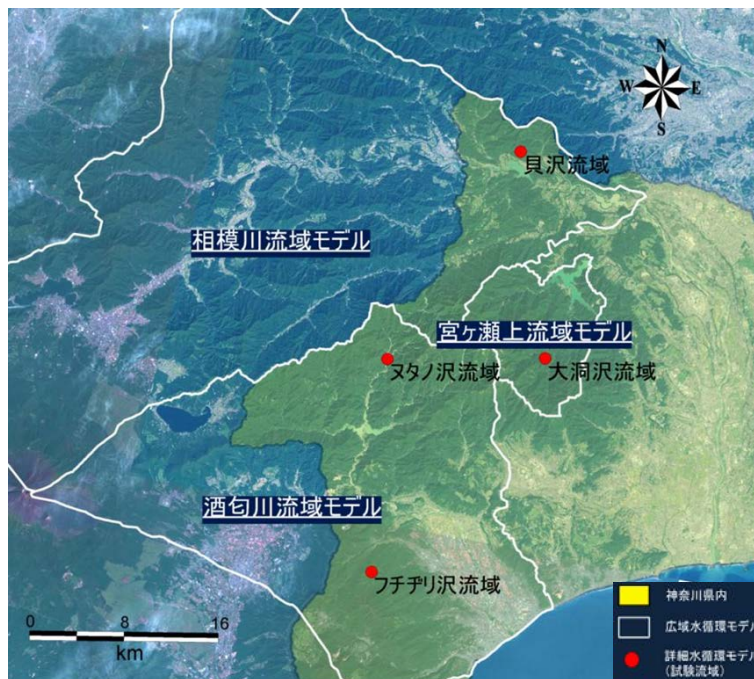 N
W E
S
貝沢流域
相模川流域モデル
宮ヶ瀬上流域モデル
ヌタノ沢流域
大洞沢流域
酒匂川流域モデル
フチヂリ沢流域
0 8 16
km
神奈川県内
広域水循環モデル
詳細水循環モデル
(試験流域)